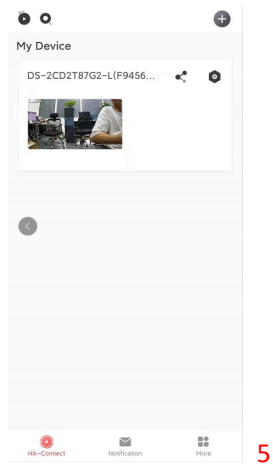 My Device
DS-2CD2T87G2-L(F9456...
Hik-Connect
Notification
More
5